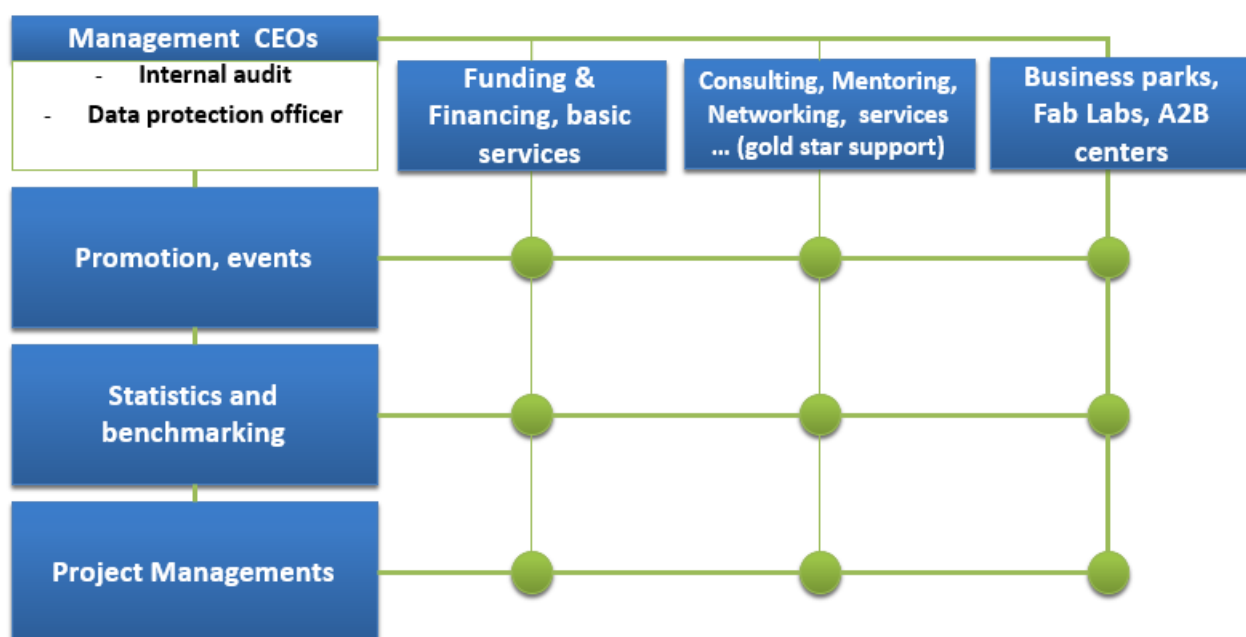 Management  CEOs
- Internal audit
- Data protection officer
Funding &
Financing, basic
services
Consulting, Mentoring,
Networking,  services
... (gold star support)
Business parks,
Fab Labs, A2B
centers
Promotion, events
Statistics and
benchmarking
Project Managements